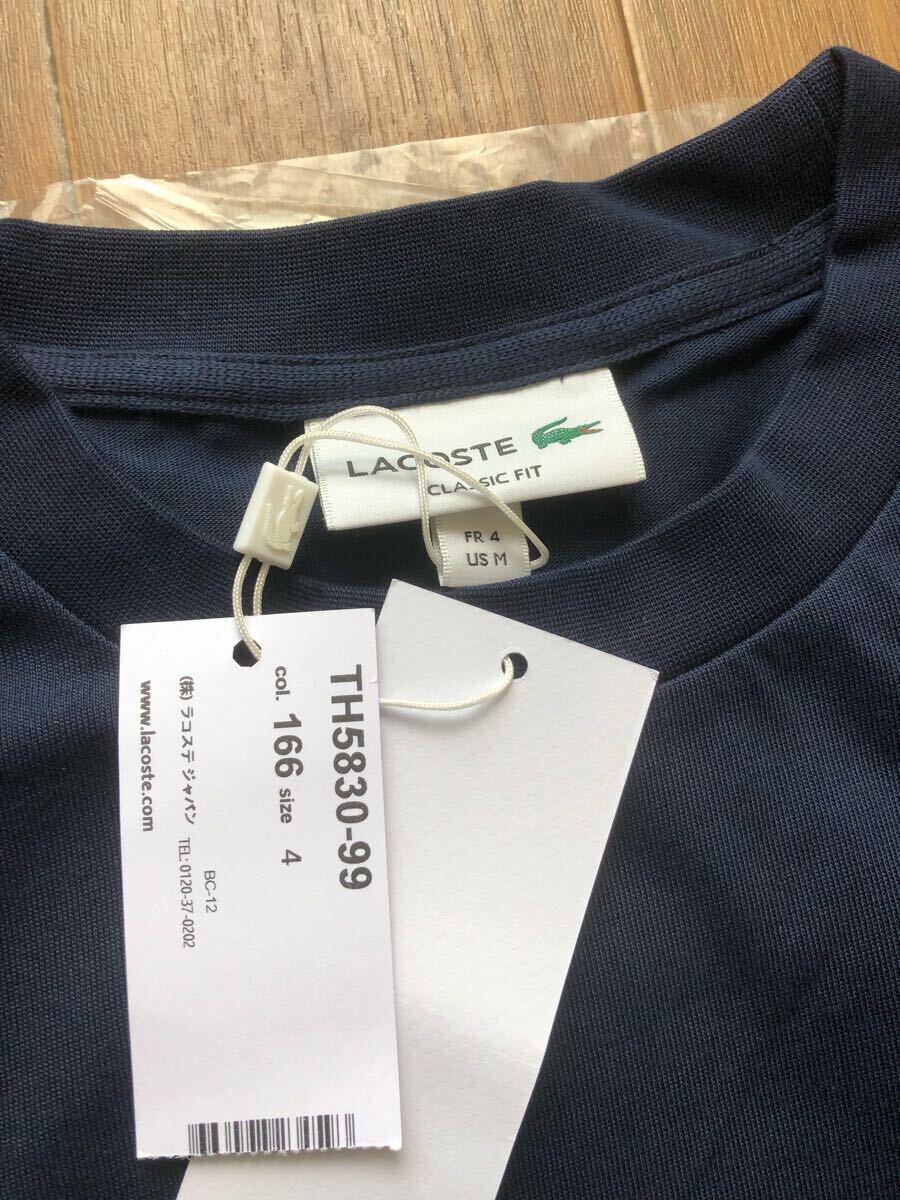 LACOSTE
CLASSIC FIT
FR 4
US M
TH5830-99
col. 166 size 4
BC-12
(株) ラコステ ジャパン TEL: 0120-37-0202
www.lacoste.com